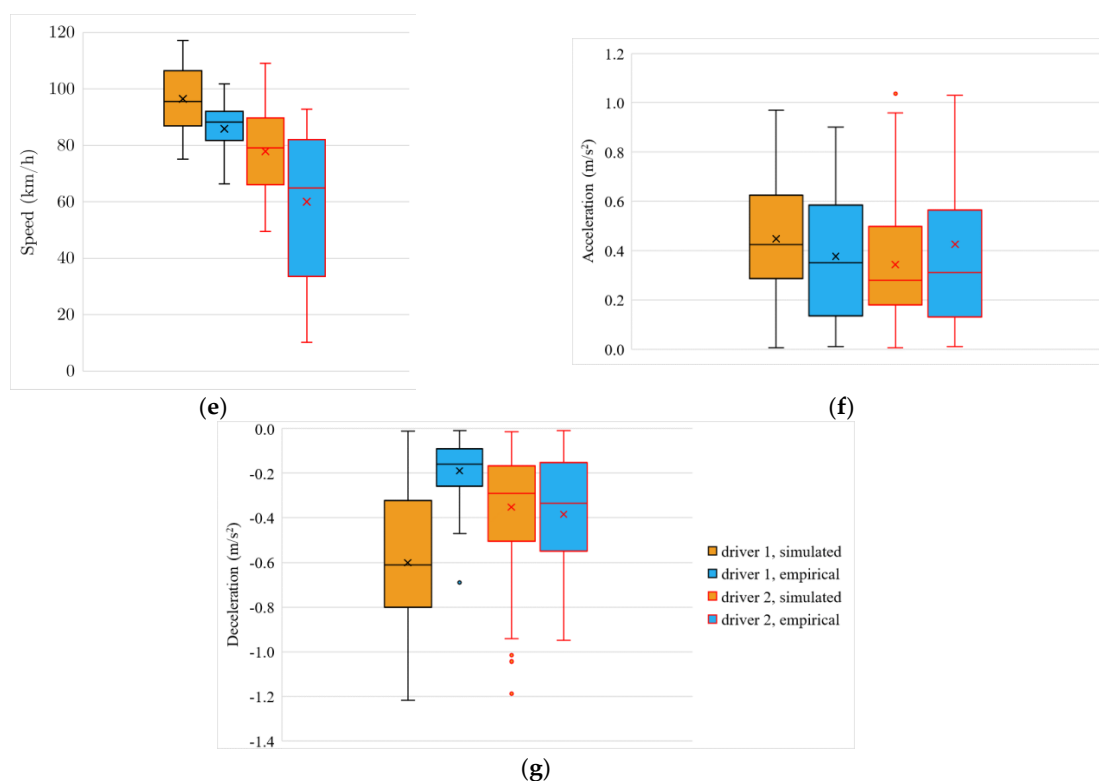 120
100
80
60
40
20
0
Speed (km/h)
(e)
1.2
1.0
0.8
0.6
0.4
0.2
0.0
Acceleration (m/s²)
(f)
0.0
-0.2
-0.4
-0.6
-0.8
-1.0
-1.2
-1.4
Deceleration (m/s²)
driver 1, simulated
driver 1, empirical
driver 2, simulated
driver 2, empirical
(g)